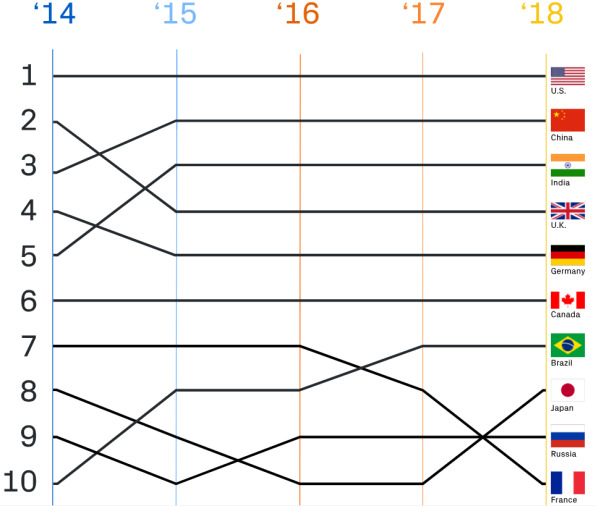 ‘14 ‘15 ‘16 ‘17 ‘18
1
U.S.
2
China
3
India
4
U.K.
5
Germany
6
Canada
7
Brazil
8
Japan
9
Russia
10
France